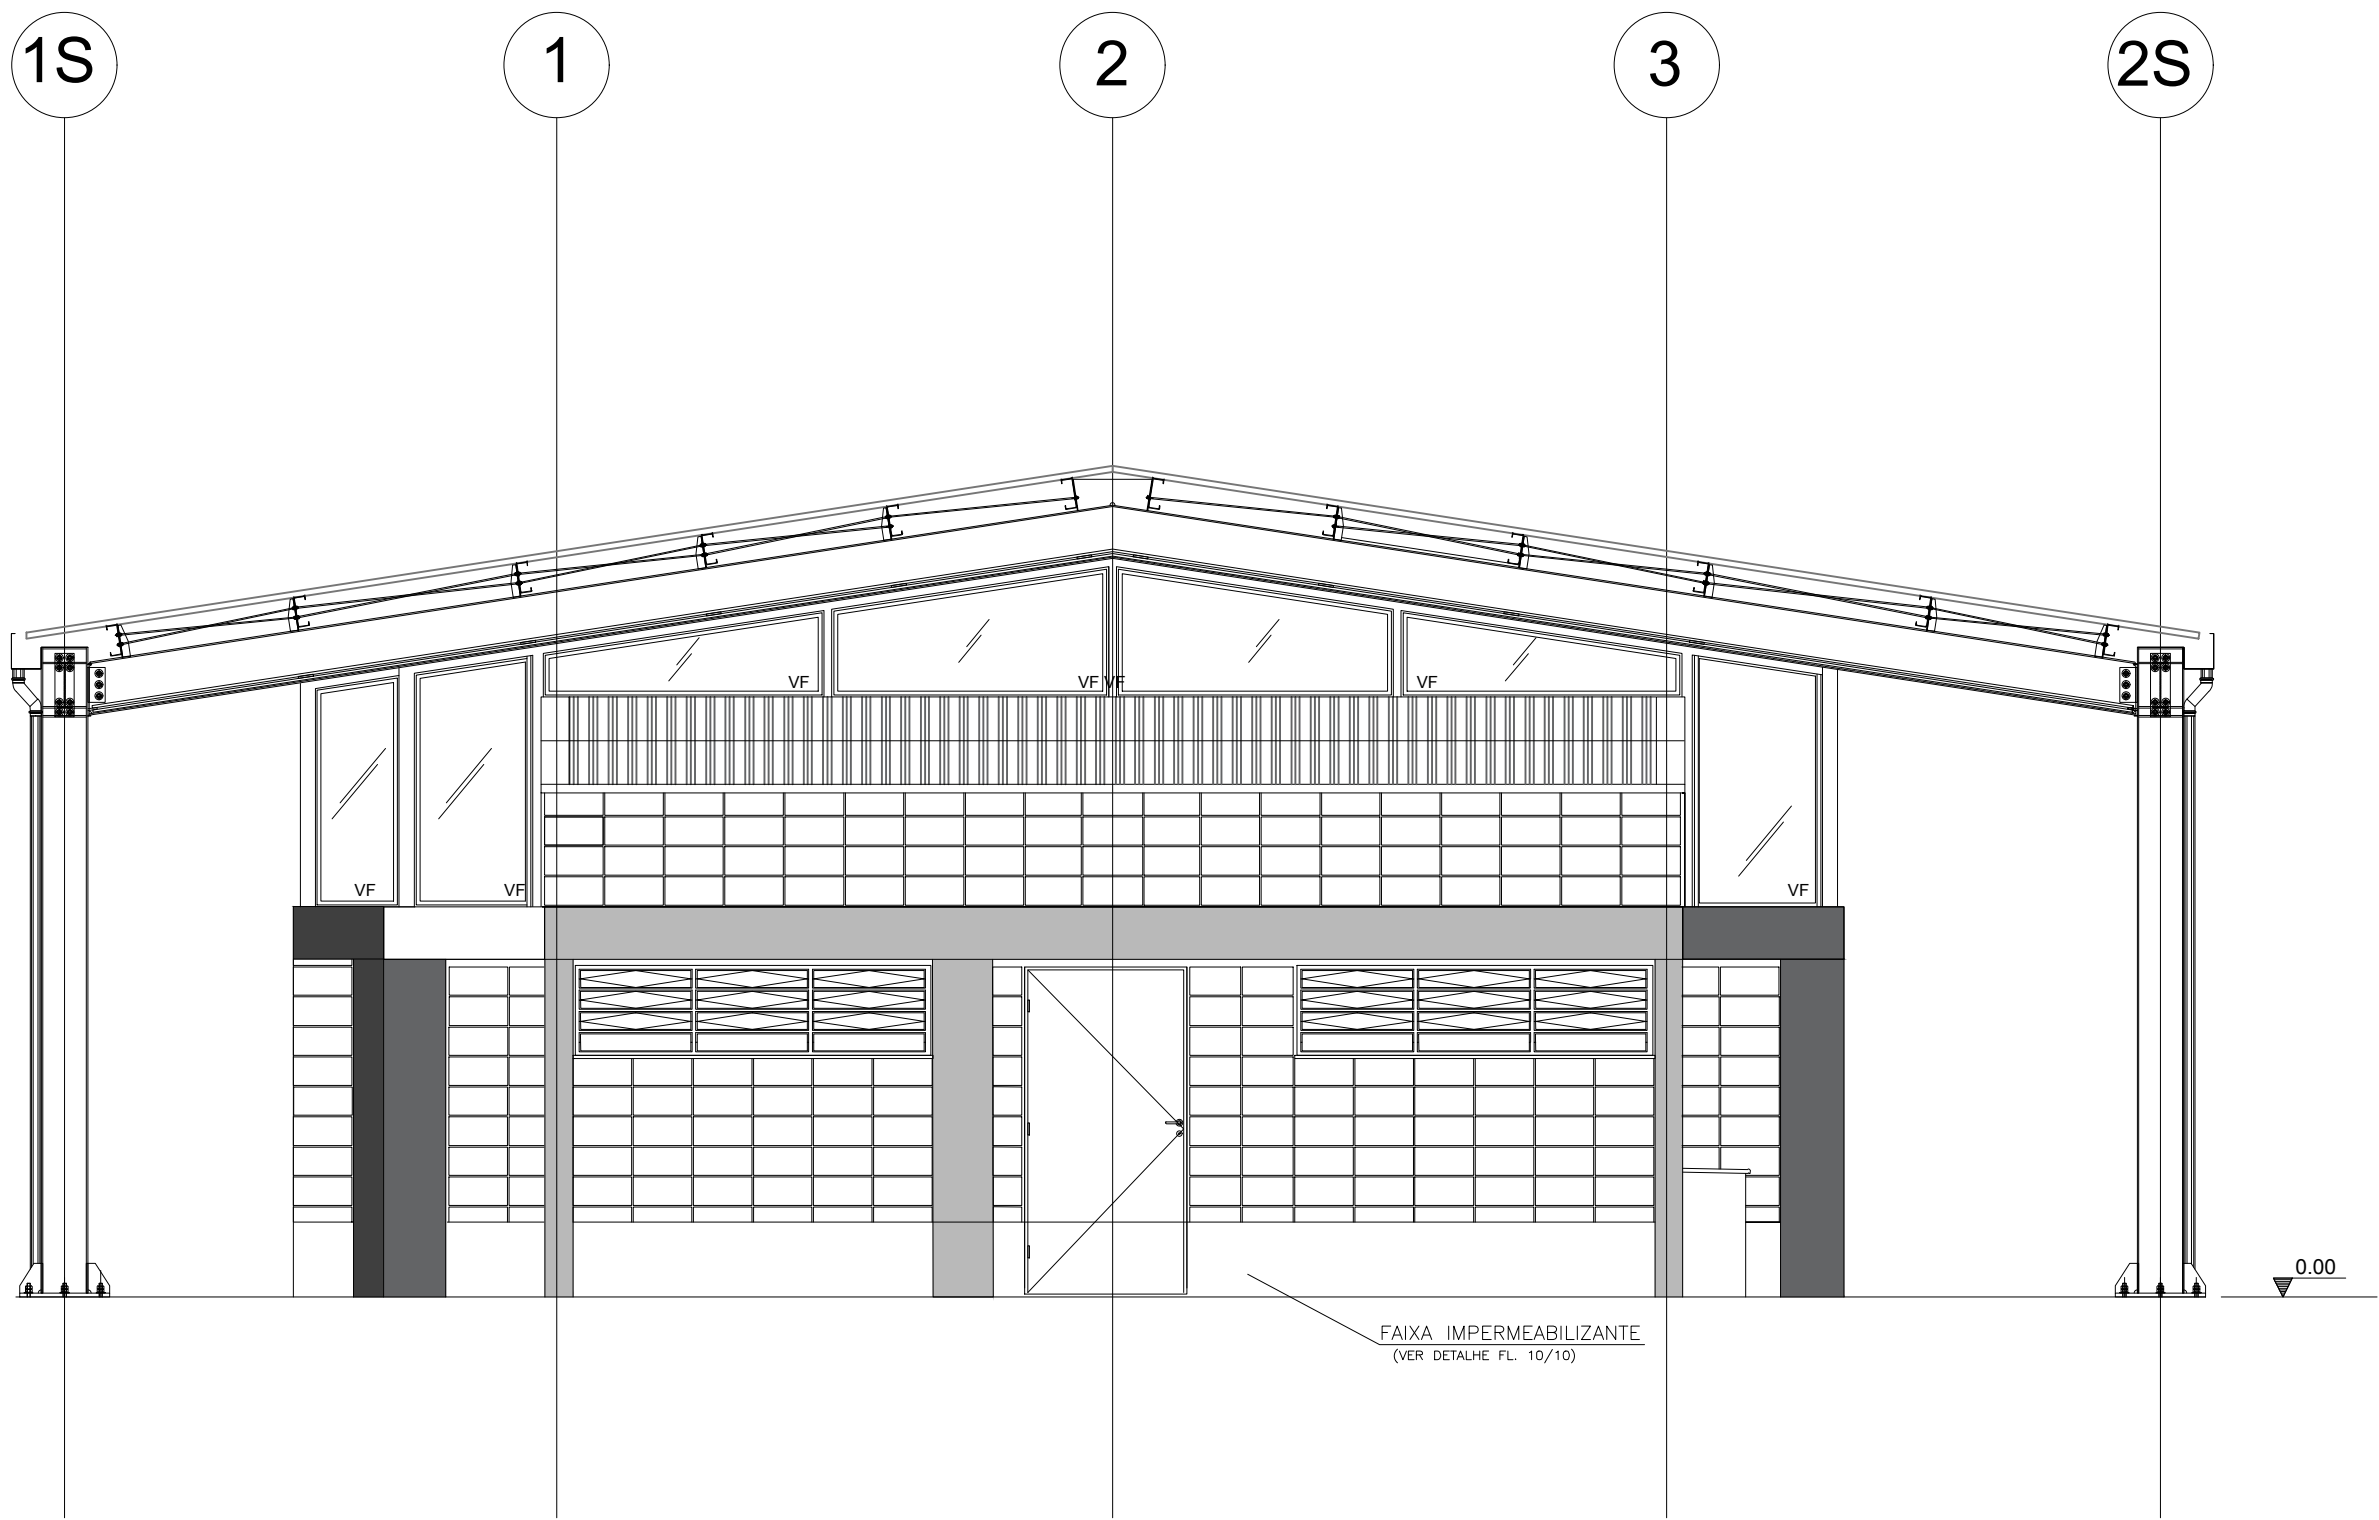 1S
1
2
3
2S
VF
VF VF
VF
VF
VF
VF
0.00
FAIXA IMPERMEABILIZANTE
(VER DETALHE FL. 10/10)